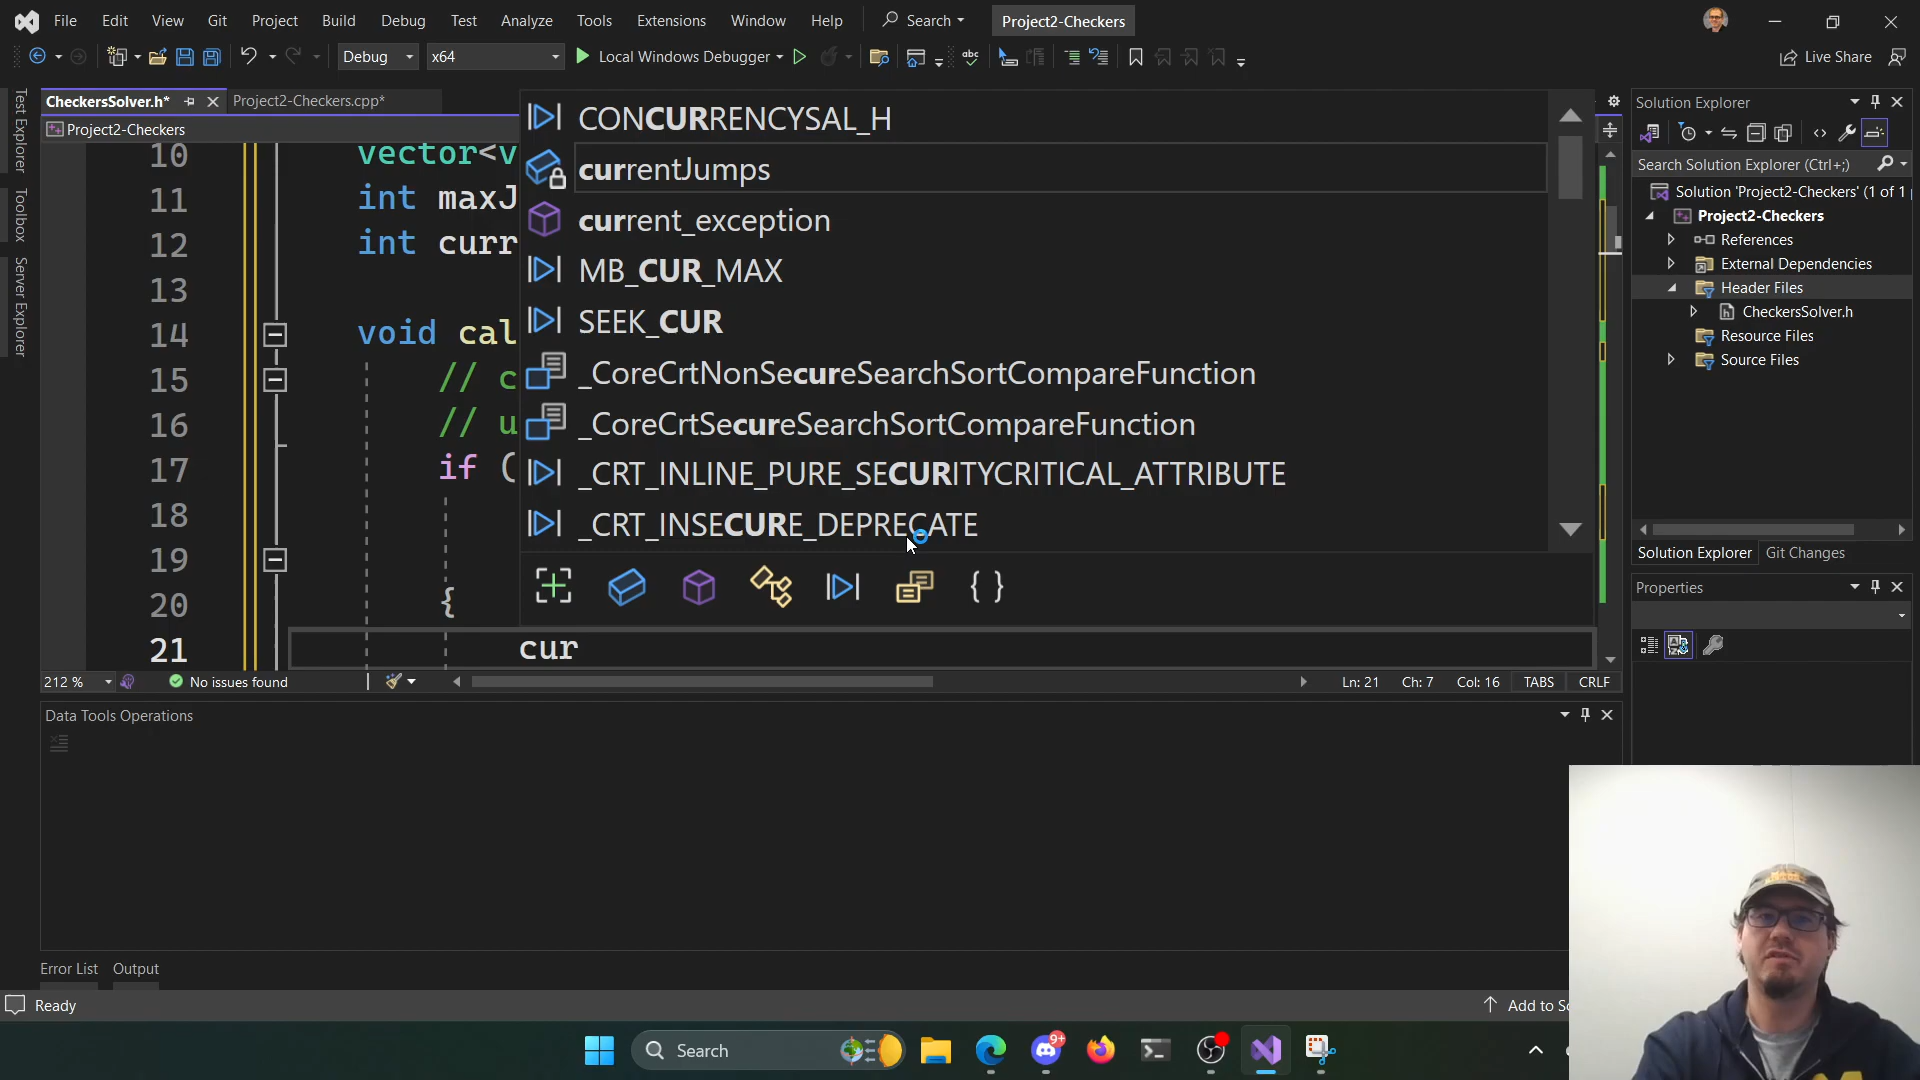 File Edit View Git Project Build Debug Test Analyze Tools Extensions Window Help Search Project2-Checkers
Debug x64 Local Windows Debugger Live Share
CheckersSolver.h* Project2-Checkers.cpp*
Project2-Checkers
Test Explorer
Toolbox
Server Explorer
10 vector<v
11 int maxJ
12 int curr
13
14 void cal
15 // c
16 // u
17 if (
18
19
20 {
21 cur
CONCURRENCYSAL_H
currentJumps
current_exception
MB_CUR_MAX
SEEK_CUR
_CoreCrtNonSecureSearchSortCompareFunction
_CoreCrtSecureSearchSortCompareFunction
_CRT_INLINE_PURE_SECURITYCRITICAL_ATTRIBUTE
_CRT_INSECURE_DEPRECATE
212 % No issues found Ln: 21 Ch: 7 Col: 16 TABS CRLF
Solution Explorer
Search Solution Explorer (Ctrl+;)
Solution 'Project2-Checkers' (1 of 1
Project2-Checkers
References
External Dependencies
Header Files
CheckersSolver.h
Resource Files
Source Files
Solution Explorer Git Changes
Properties
Data Tools Operations
Error List Output
Ready Add to
Search 9+